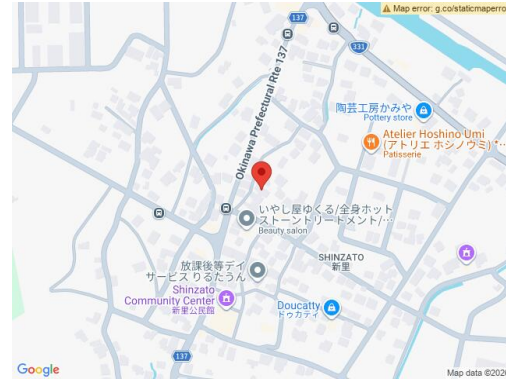 Map error: g.co/staticmaperro
331
137
Okinawa Prefectural Rte 137
陶芸工房かみや
Pottery store
Atelier Hoshino Umi
(アトリエ ホシノウミ) *…
Patisserie
いやし屋ゆくる/全身ホット
ストーントリートメント/…
Beauty salon
SHINZATO
新里
放課後等デイ
サービス りるたうん
Shinzato
Community Center
新里公民館
Doucatty
ドゥカティ
137
137
Google
Map data ©2026